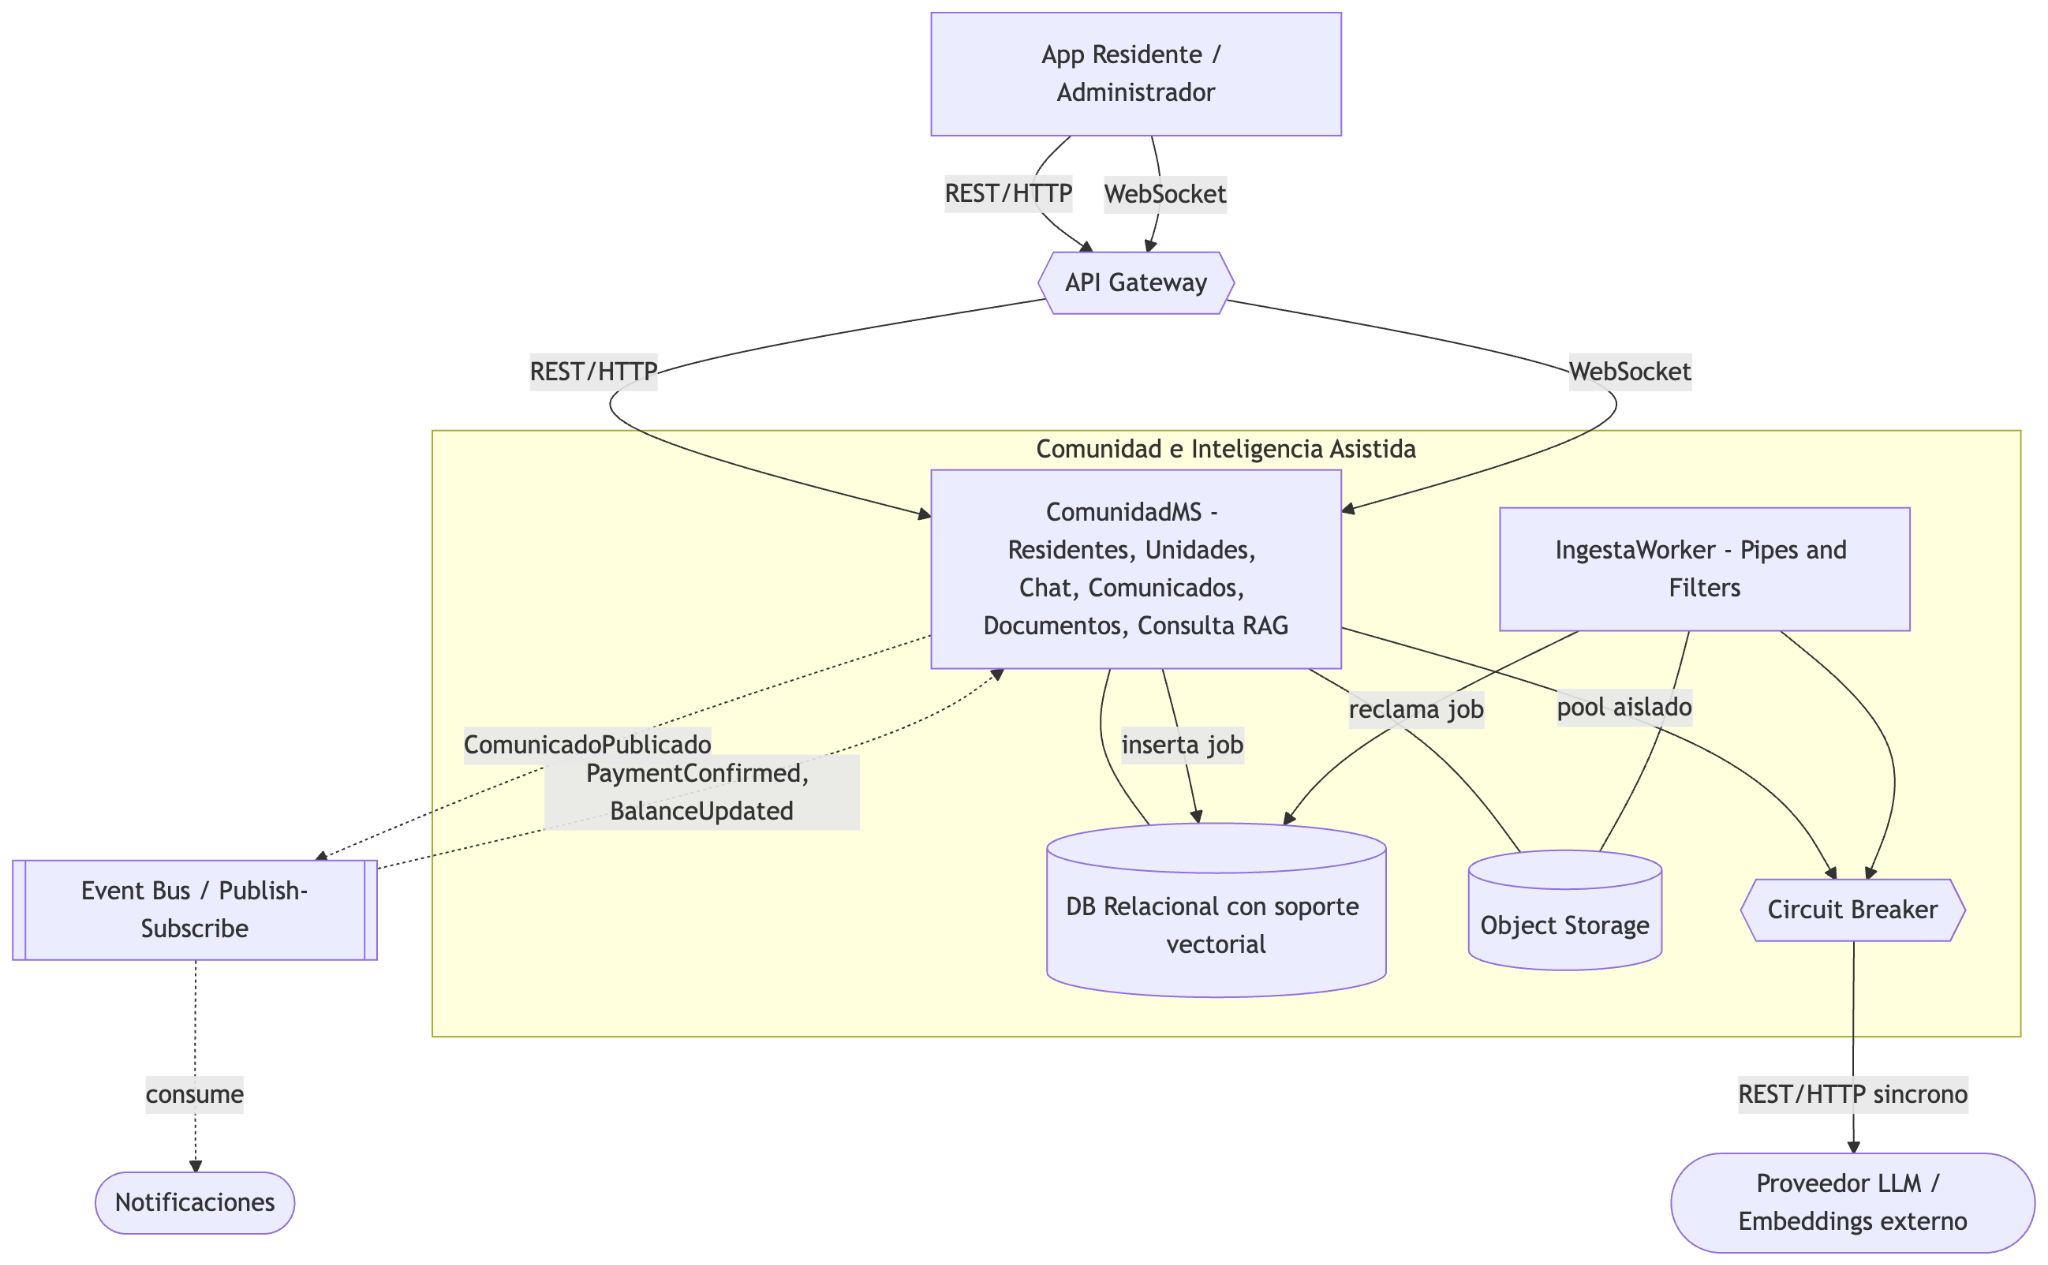 App Residente /
Administrador
REST/HTTP
WebSocket
API Gateway
REST/HTTP
WebSocket
Comunidad e Inteligencia Asistida
ComunidadMS -
Residentes, Unidades,
Chat, Comunicados,
Documentos, Consulta RAG
IngestaWorker - Pipes and
Filters
reclama job
pool aislado
ComunicadoPublicado
inserta job
PaymentConfirmed,
BalanceUpdated
Event Bus / Publish-
Subscribe
DB Relacional con soporte
vectorial
Object Storage
Circuit Breaker
consume
REST/HTTP sincrono
Notificaciones
Proveedor LLM /
Embeddings externo